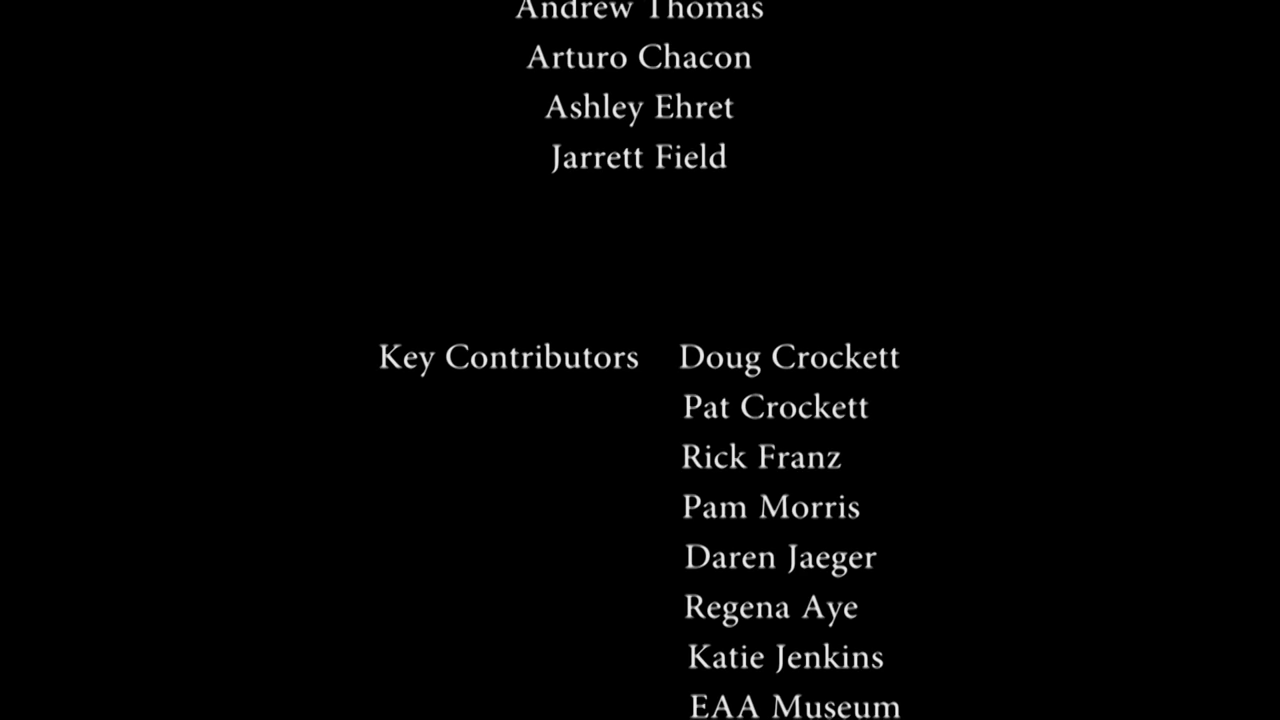 Andrew Thomas
Arturo Chacon
Ashley Ehret
Jarrett Field
Key Contributors Doug Crockett
Pat Crockett
Rick Franz
Pam Morris
Daren Jaeger
Regena Aye
Katie Jenkins
EAA Museum